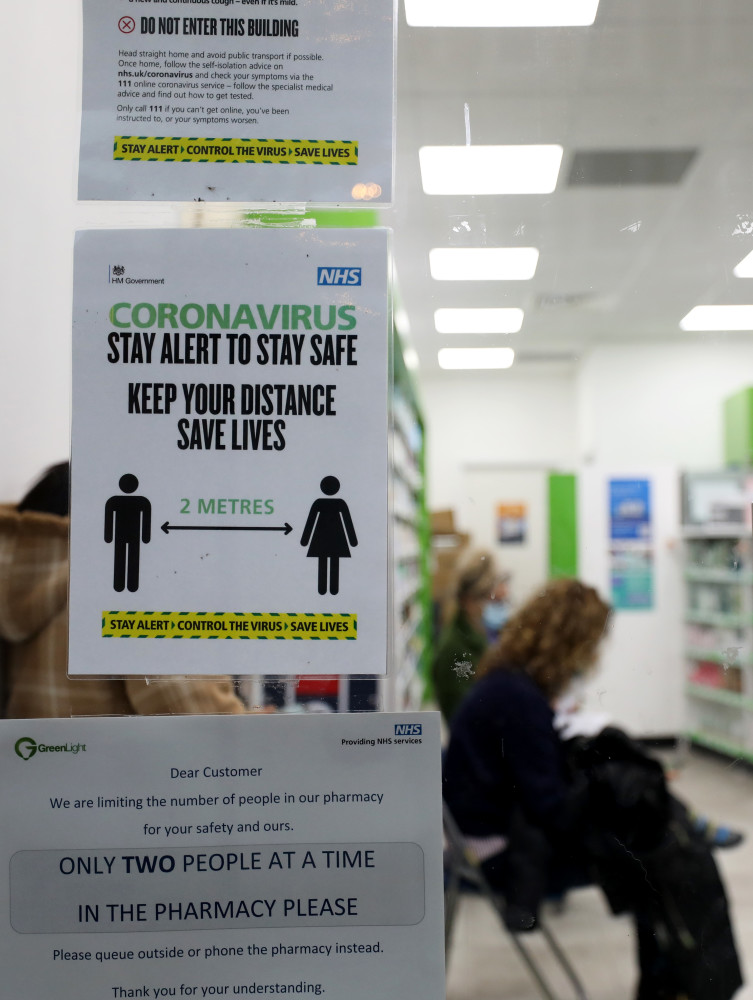 a new and continuous cough – even if it's mild.
DO NOT ENTER THIS BUILDING
Head straight home and avoid public transport if possible.
Once home, follow the self-isolation advice on
nhs.uk/coronavirus and check your symptoms via the
111 online coronavirus service – follow the specialist medical
advice and find out how to get tested.
Only call 111 if you can't get online, you've been
instructed to, or your symptoms worsen.
STAY ALERT CONTROL THE VIRUS SAVE LIVES
HM Government
NHS
CORONAVIRUS
STAY ALERT TO STAY SAFE
KEEP YOUR DISTANCE
SAVE LIVES
2 METRES
STAY ALERT CONTROL THE VIRUS SAVE LIVES
GreenLight
NHS
Providing NHS services
Dear Customer
We are limiting the number of people in our pharmacy
for your safety and ours.
ONLY TWO PEOPLE AT A TIME
IN THE PHARMACY PLEASE
Please queue outside or phone the pharmacy instead.
Thank you for your understanding.